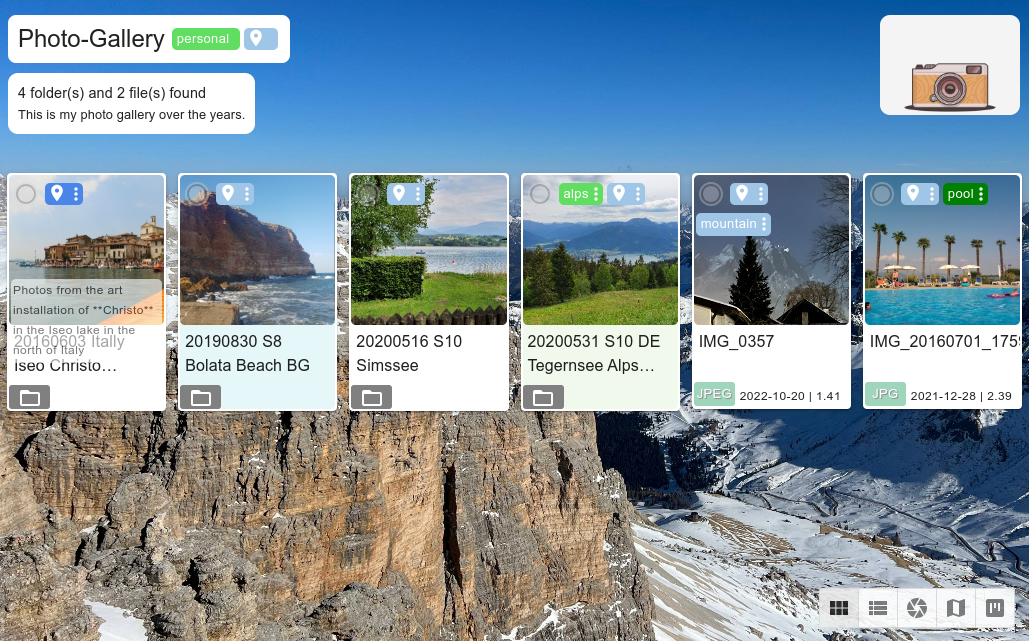 Photo-Gallery personal
4 folder(s) and 2 file(s) found
This is my photo gallery over the years.
Photos from the art
installation of **Christo**
in the Iseo lake in the
north of Italy
20160603 Itally
Iseo Christo…
20190830 S8
Bolata Beach BG
20200516 S10
Simssee
alps
20200531 S10 DE
Tegernsee Alps…
mountain
IMG_0357
JPEG 2022-10-20 | 1.41
pool
IMG_20160701_1759
JPG 2021-12-28 | 2.39